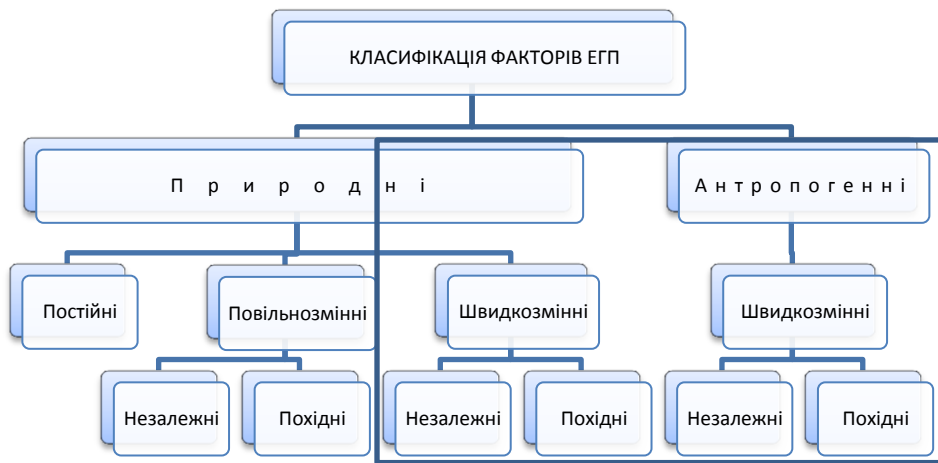 КЛАСИФІКАЦІЯ ФАКТОРІВ ЕГП
П р и р о д н і
А н т р о п о г е н н і
Постійні
Повільнозмінні
Швидкозмінні
Швидкозмінні
Незалежні
Похідні
Незалежні
Похідні
Незалежні
Похідні